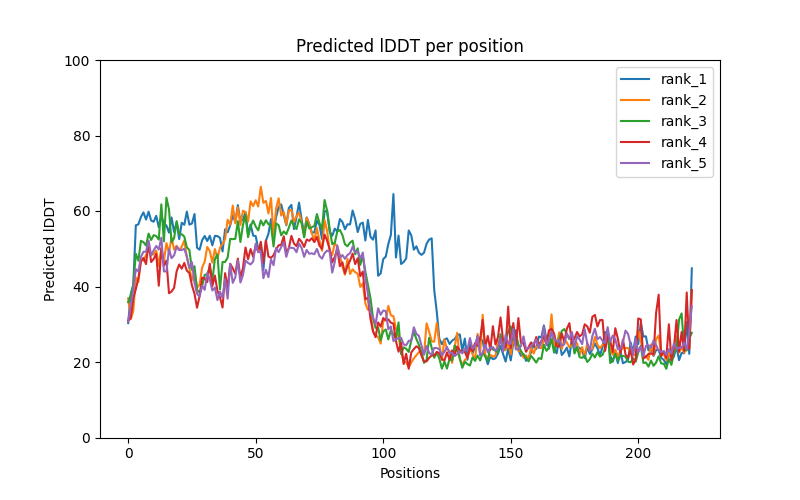 Predicted lDDT per position
Predicted lDDT
100
80
60
40
20
0
0 50 100 150 200
Positions
rank_1
rank_2
rank_3
rank_4
rank_5